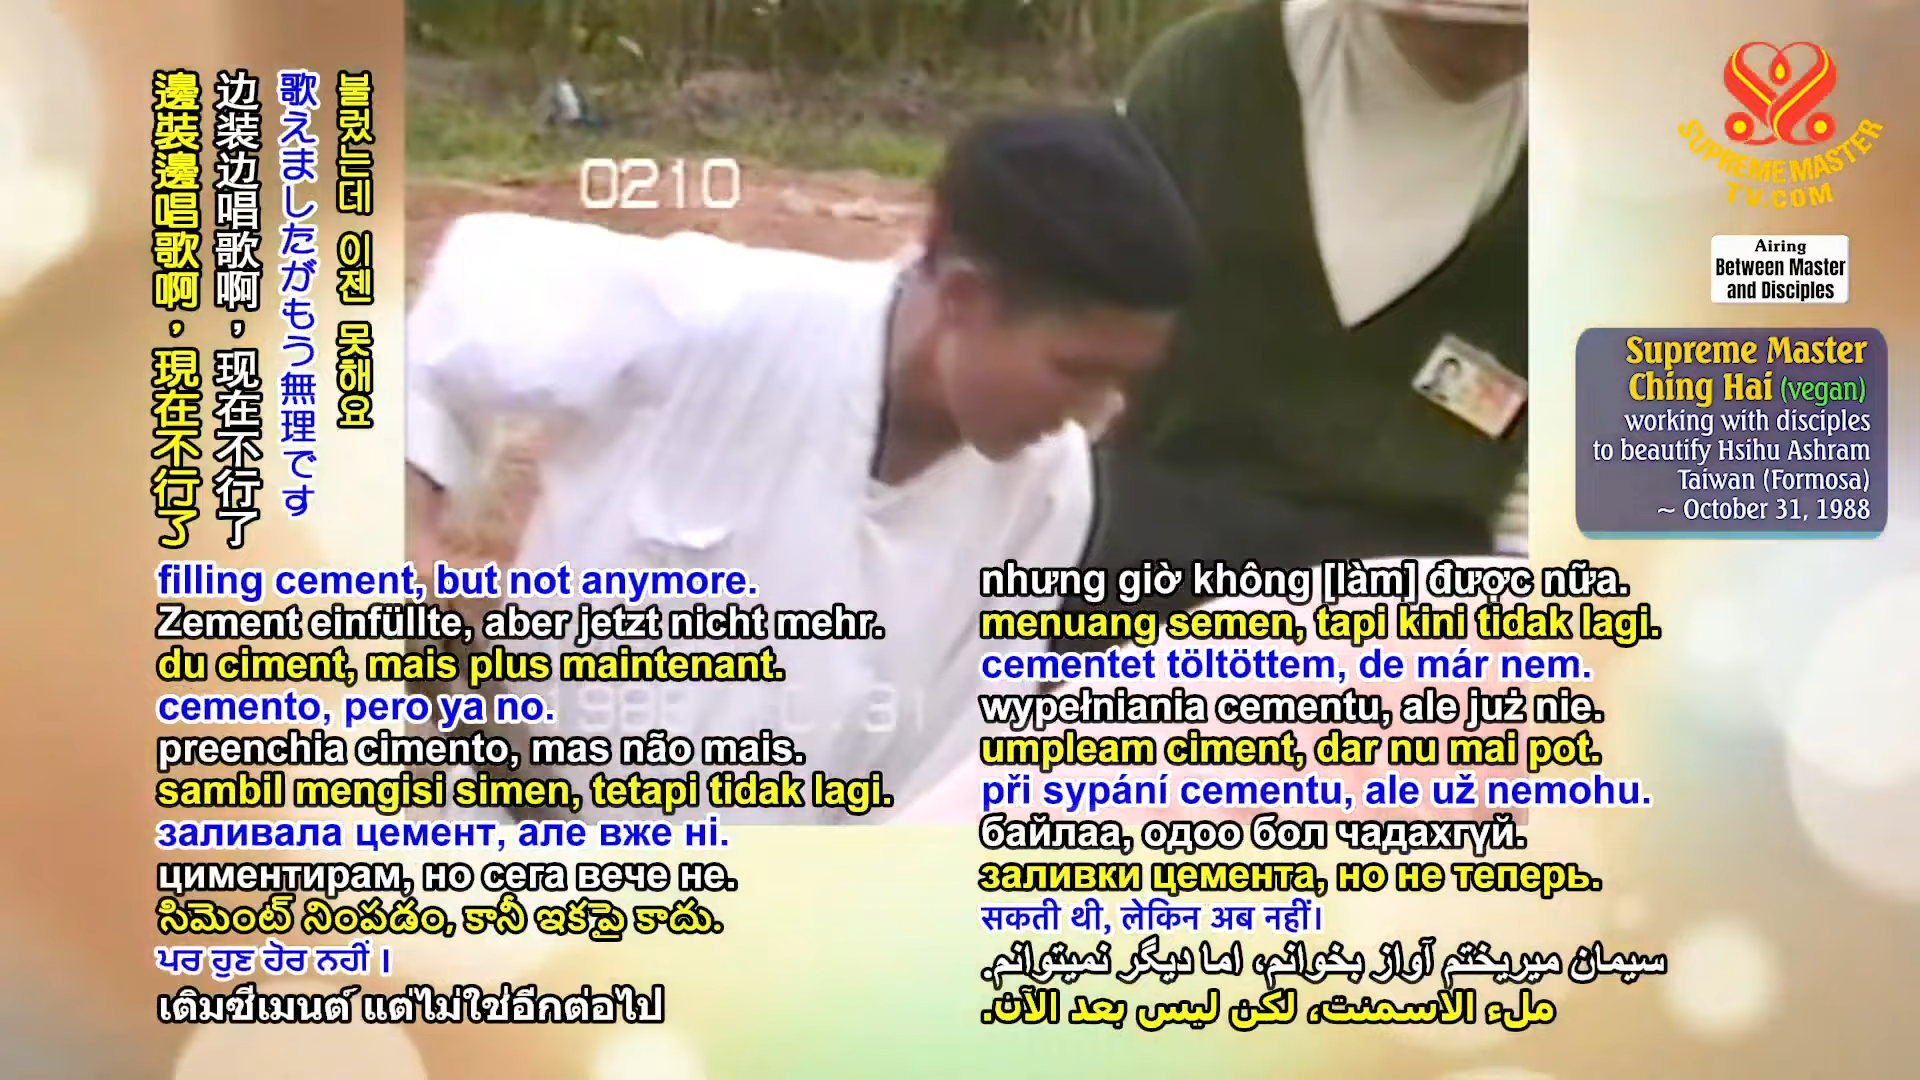 邊裝邊唱歌啊，現在不行了
边装边唱歌啊，现在不行了
歌えましたがもう無理です
불렀는데 이젠 못해요
0210
SUPREME MASTER
TV.COM
Airing
Between Master
and Disciples
Supreme Master
Ching Hai (vegan)
working with disciples
to beautify Hsihu Ashram
Taiwan (Formosa)
~ October 31, 1988
filling cement, but not anymore.
Zement einfüllte, aber jetzt nicht mehr.
du ciment, mais plus maintenant.
cemento, pero ya no.
preenchia cimento, mas não mais.
sambil mengisi simen, tetapi tidak lagi.
заливала цемент, але вже ні.
циментирам, но сега вече не.
సిమెంట్ నింపడం, కానీ ఇకపై కాదు.
ਪਰ ਹੁਣ ਹੋਰ ਨਹੀਂ।
เติมซีเมนต์ แต่ไม่ใช่อีกต่อไป
nhưng giờ không [làm] được nữa.
menuang semen, tapi kini tidak lagi.
cementet töltöttem, de már nem.
wypełniania cementu, ale już nie.
umpleam ciment, dar nu mai pot.
při sypání cementu, ale už nemohu.
байлаа, одоо бол чадахгүй.
заливки цемента, но не теперь.
सकती थी, लेकिन अब नहीं।
سیمان میریختم آواز بخوانم، اما دیگر نمیتوانم.
ملء الاسمنت، لكن ليس بعد الآن.